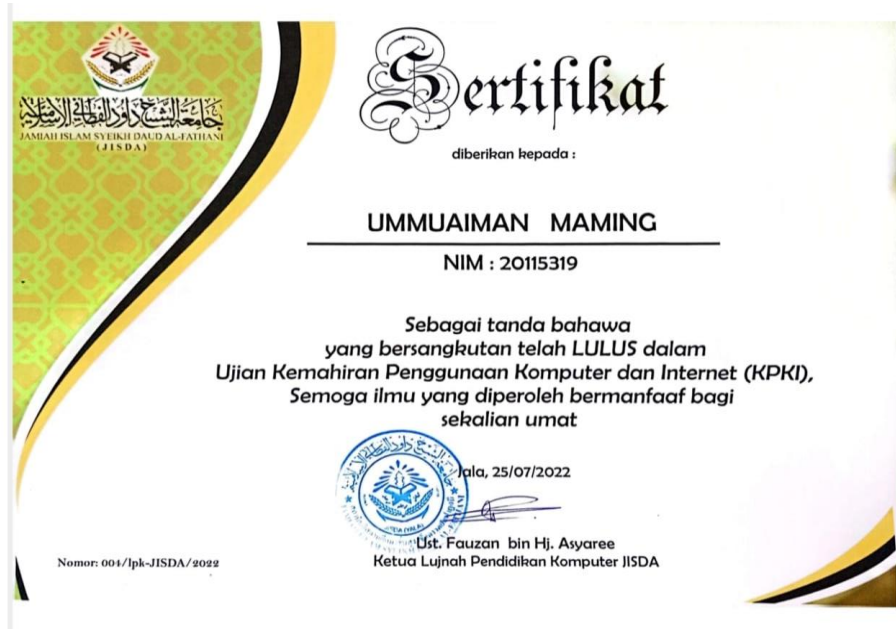 جامعة الشيخ داود الفطاني الإسلامية
JAMIAH ISLAM SYEIKH DAUD AL-FATHANI
(JISDA)
Sertifikat
diberikan kepada :
UMMUAIMAN MAMING
NIM : 20115319
Sebagai tanda bahawa
yang bersangkutan telah LULUS dalam
Ujian Kemahiran Penggunaan Komputer dan Internet (KPKI),
Semoga ilmu yang diperoleh bermanfaaf bagi
sekalian umat
Jala, 25/07/2022
Ust. Fauzan bin Hj. Asyaree
Ketua Lujnah Pendidikan Komputer JISDA
Nomor: 004/lpk-JISDA/2022